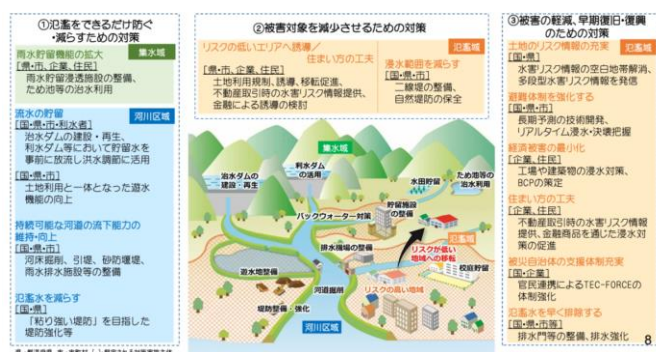 ①氾濫をできるだけ防ぐ
・減らすための対策
雨水貯留機能の拡大
集水域
[県・市、企業、住民]
雨水貯留浸透施設の整備、
ため池等の治水利用
流水の貯留
河川区域
[国・県・市・利水者]
治水ダムの建設・再生、
利水ダム等において貯留水を
事前に放流し洪水調節に活用
[国・県・市]
土地利用と一体となった遊水
機能の向上
持続可能な河道の流下能力の
維持・向上
[国・県・市]
河床掘削、引堤、砂防堰堤、
雨水排水施設等の整備
氾濫水を減らす
[国・県]
「粘り強い堤防」を目指した
堤防強化等
②被害対象を減少させるための対策
リスクの低いエリアへ誘導/
住まい方の工夫
氾濫域
[県・市、企業、住民]
土地利用規制、誘導、移転促進、
不動産取引時の水害リスク情報提供、
金融による誘導の検討
浸水範囲を減らす
[国・県・市]
二線堤の整備、
自然堤防の保全
集水域
治水ダムの
建設・再生
利水ダム
の活用
水田貯留
ため池等の
治水利用
貯留施設
の整備
バックウォーター対策
氾濫域
排水機場の整備
リスクが低い
地域への移転
遊水地整備
校庭貯留
河道掘削
リスクの高い地域
堤防整備・強化
河川区域
③被害の軽減、早期復旧・復興
のための対策
土地のリスク情報の充実
氾濫域
[国・県]
水害リスク情報の空白地帯解消、
多段型水害リスク情報を発信
避難体制を強化する
[国・県・市]
長期予測の技術開発、
リアルタイム浸水・決壊把握
経済被害の最小化
[企業、住民]
工場や建築物の浸水対策、
BCPの策定
住まい方の工夫
[企業、住民]
不動産取引時の水害リスク情報
提供、金融商品を通じた浸水対
策の促進
被災自治体の支援体制充実
[国・企業]
官民連携によるTEC-FORCEの
体制強化
氾濫水を早く排除する
[国・県・市等]
排水門等の整備、排水強化
8